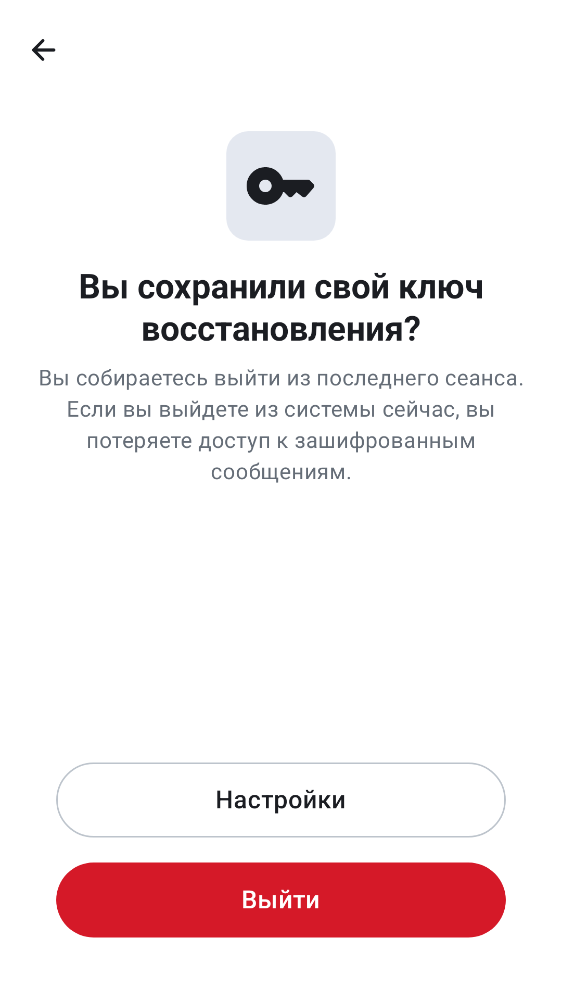 Вы сохранили свой ключ
восстановления?
Вы собираетесь выйти из последнего сеанса.
Если вы выйдете из системы сейчас, вы
потеряете доступ к зашифрованным
сообщениям.
Настройки
Выйти